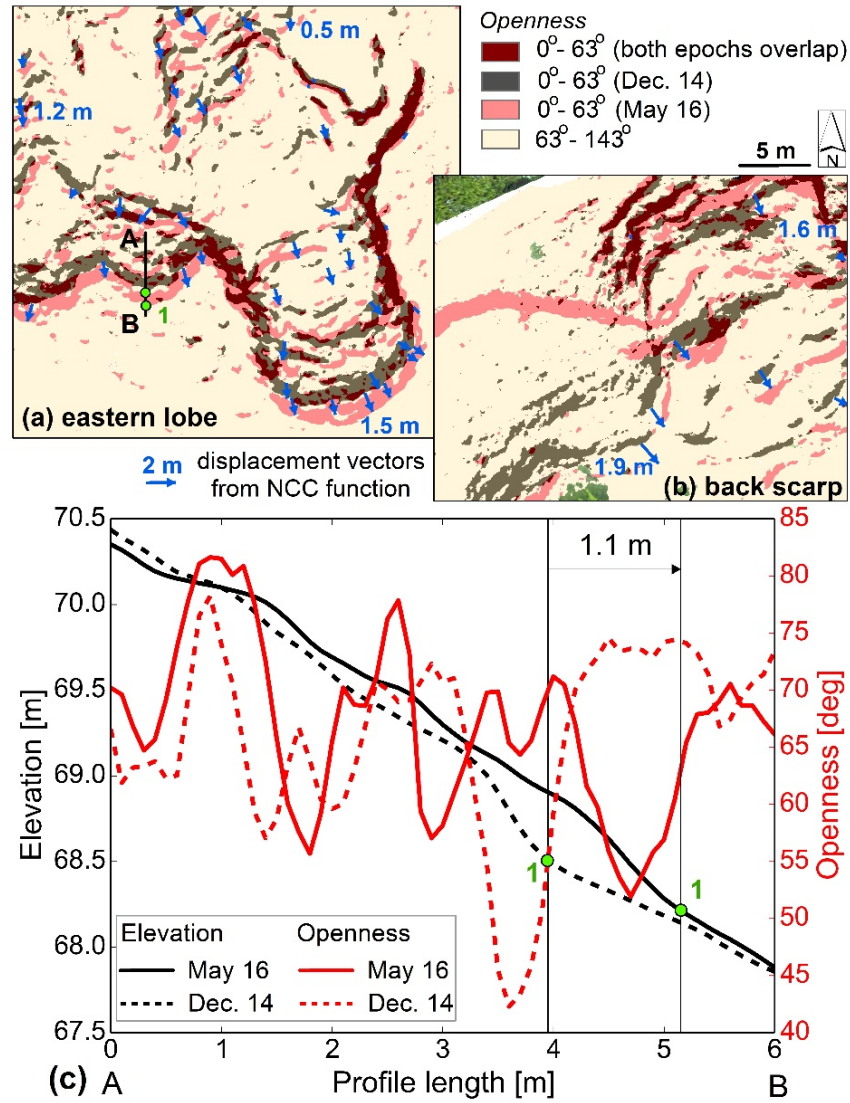 0.5 m
1.2 m
A
B
1
1.5 m
(a) eastern lobe
Openness
0°- 63° (both epochs overlap)
0°- 63° (Dec. 14)
0°- 63° (May 16)
63°- 143°
5 m
N
1.6 m
1.9 m
(b) back scarp
2 m
displacement vectors
from NCC function
70.5
70.0
69.5
69.0
68.5
68.0
67.5
Elevation [m]
85
80
75
70
65
60
55
50
45
40
Openness [deg]
1.1 m
1
1
Elevation
Openness
May 16
May 16
Dec. 14
Dec. 14
0
1
2
3
4
5
6
(c)
A
Profile length [m]
B